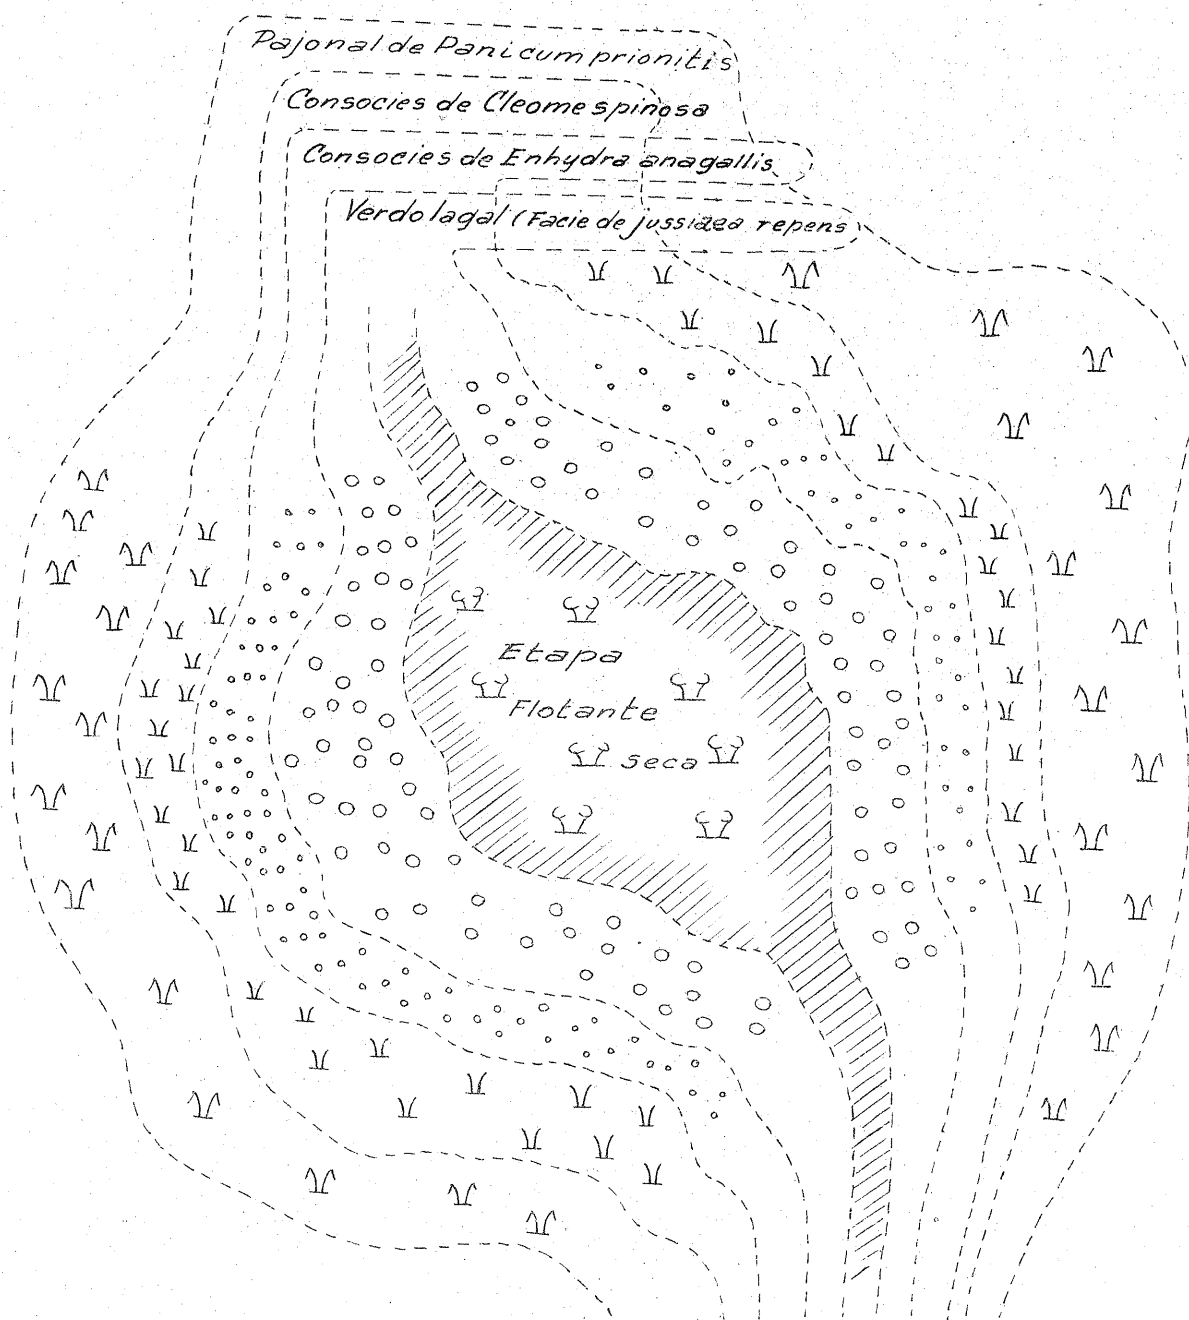 Pajonal de Panicum prionitis
Consocies de Cleome spinosa
Consocies de Enhydra anagallis
Verdolagal (Facie de jussiaea repens
Etapa
Flotante
seca